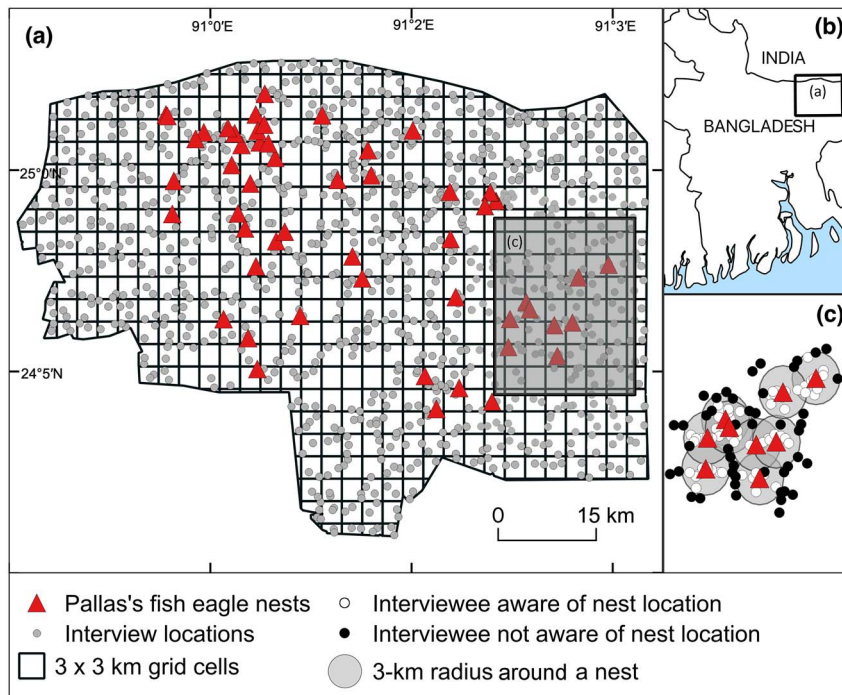 (a)
91°0′E
91°2′E
91°3′E
25°0′N
24°5′N
(c)
0
15 km
(b)
INDIA
(a)
BANGLADESH
(c)
Pallas's fish eagle nests
Interview locations
3 x 3 km grid cells
Interviewee aware of nest location
Interviewee not aware of nest location
3-km radius around a nest